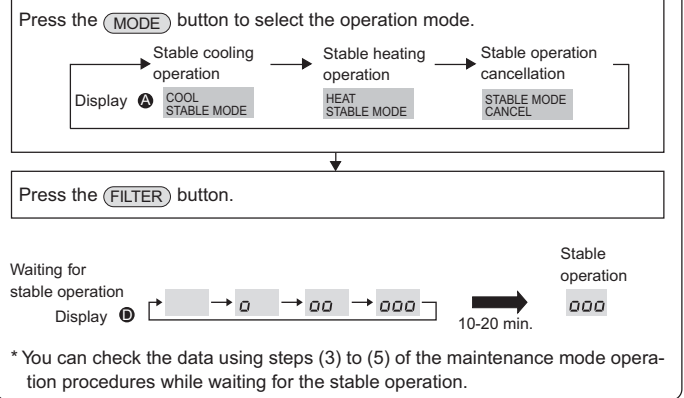 Press the MODE button to select the operation mode.
Stable cooling operation
Stable heating operation
Stable operation cancellation
Display A
COOL
STABLE MODE
HEAT
STABLE MODE
STABLE MODE
CANCEL
Press the FILTER button.
Waiting for
stable operation
Display D
0
00
000
10-20 min.
Stable
operation
000
* You can check the data using steps (3) to (5) of the maintenance mode opera-
tion procedures while waiting for the stable operation.